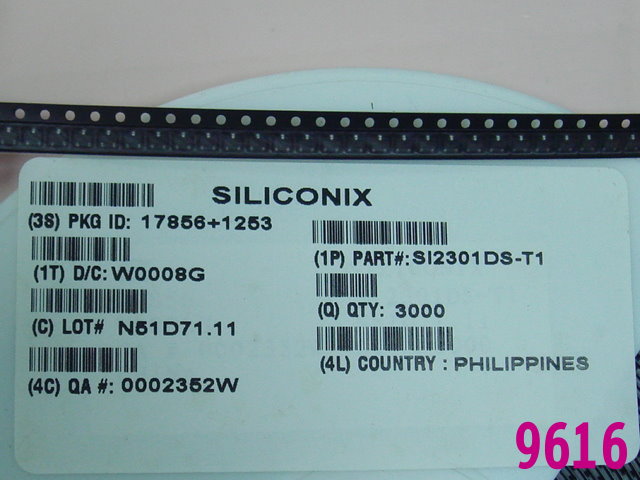 SILICONIX
(3S) PKG ID: 17856+1253
(1P) PART#: SI2301DS-T1
(1T) D/C: W0008G
(Q) QTY: 3000
(C) LOT# N51D71.11
(4L) COUNTRY : PHILIPPINES
(4C) QA #: 0002352W
9616